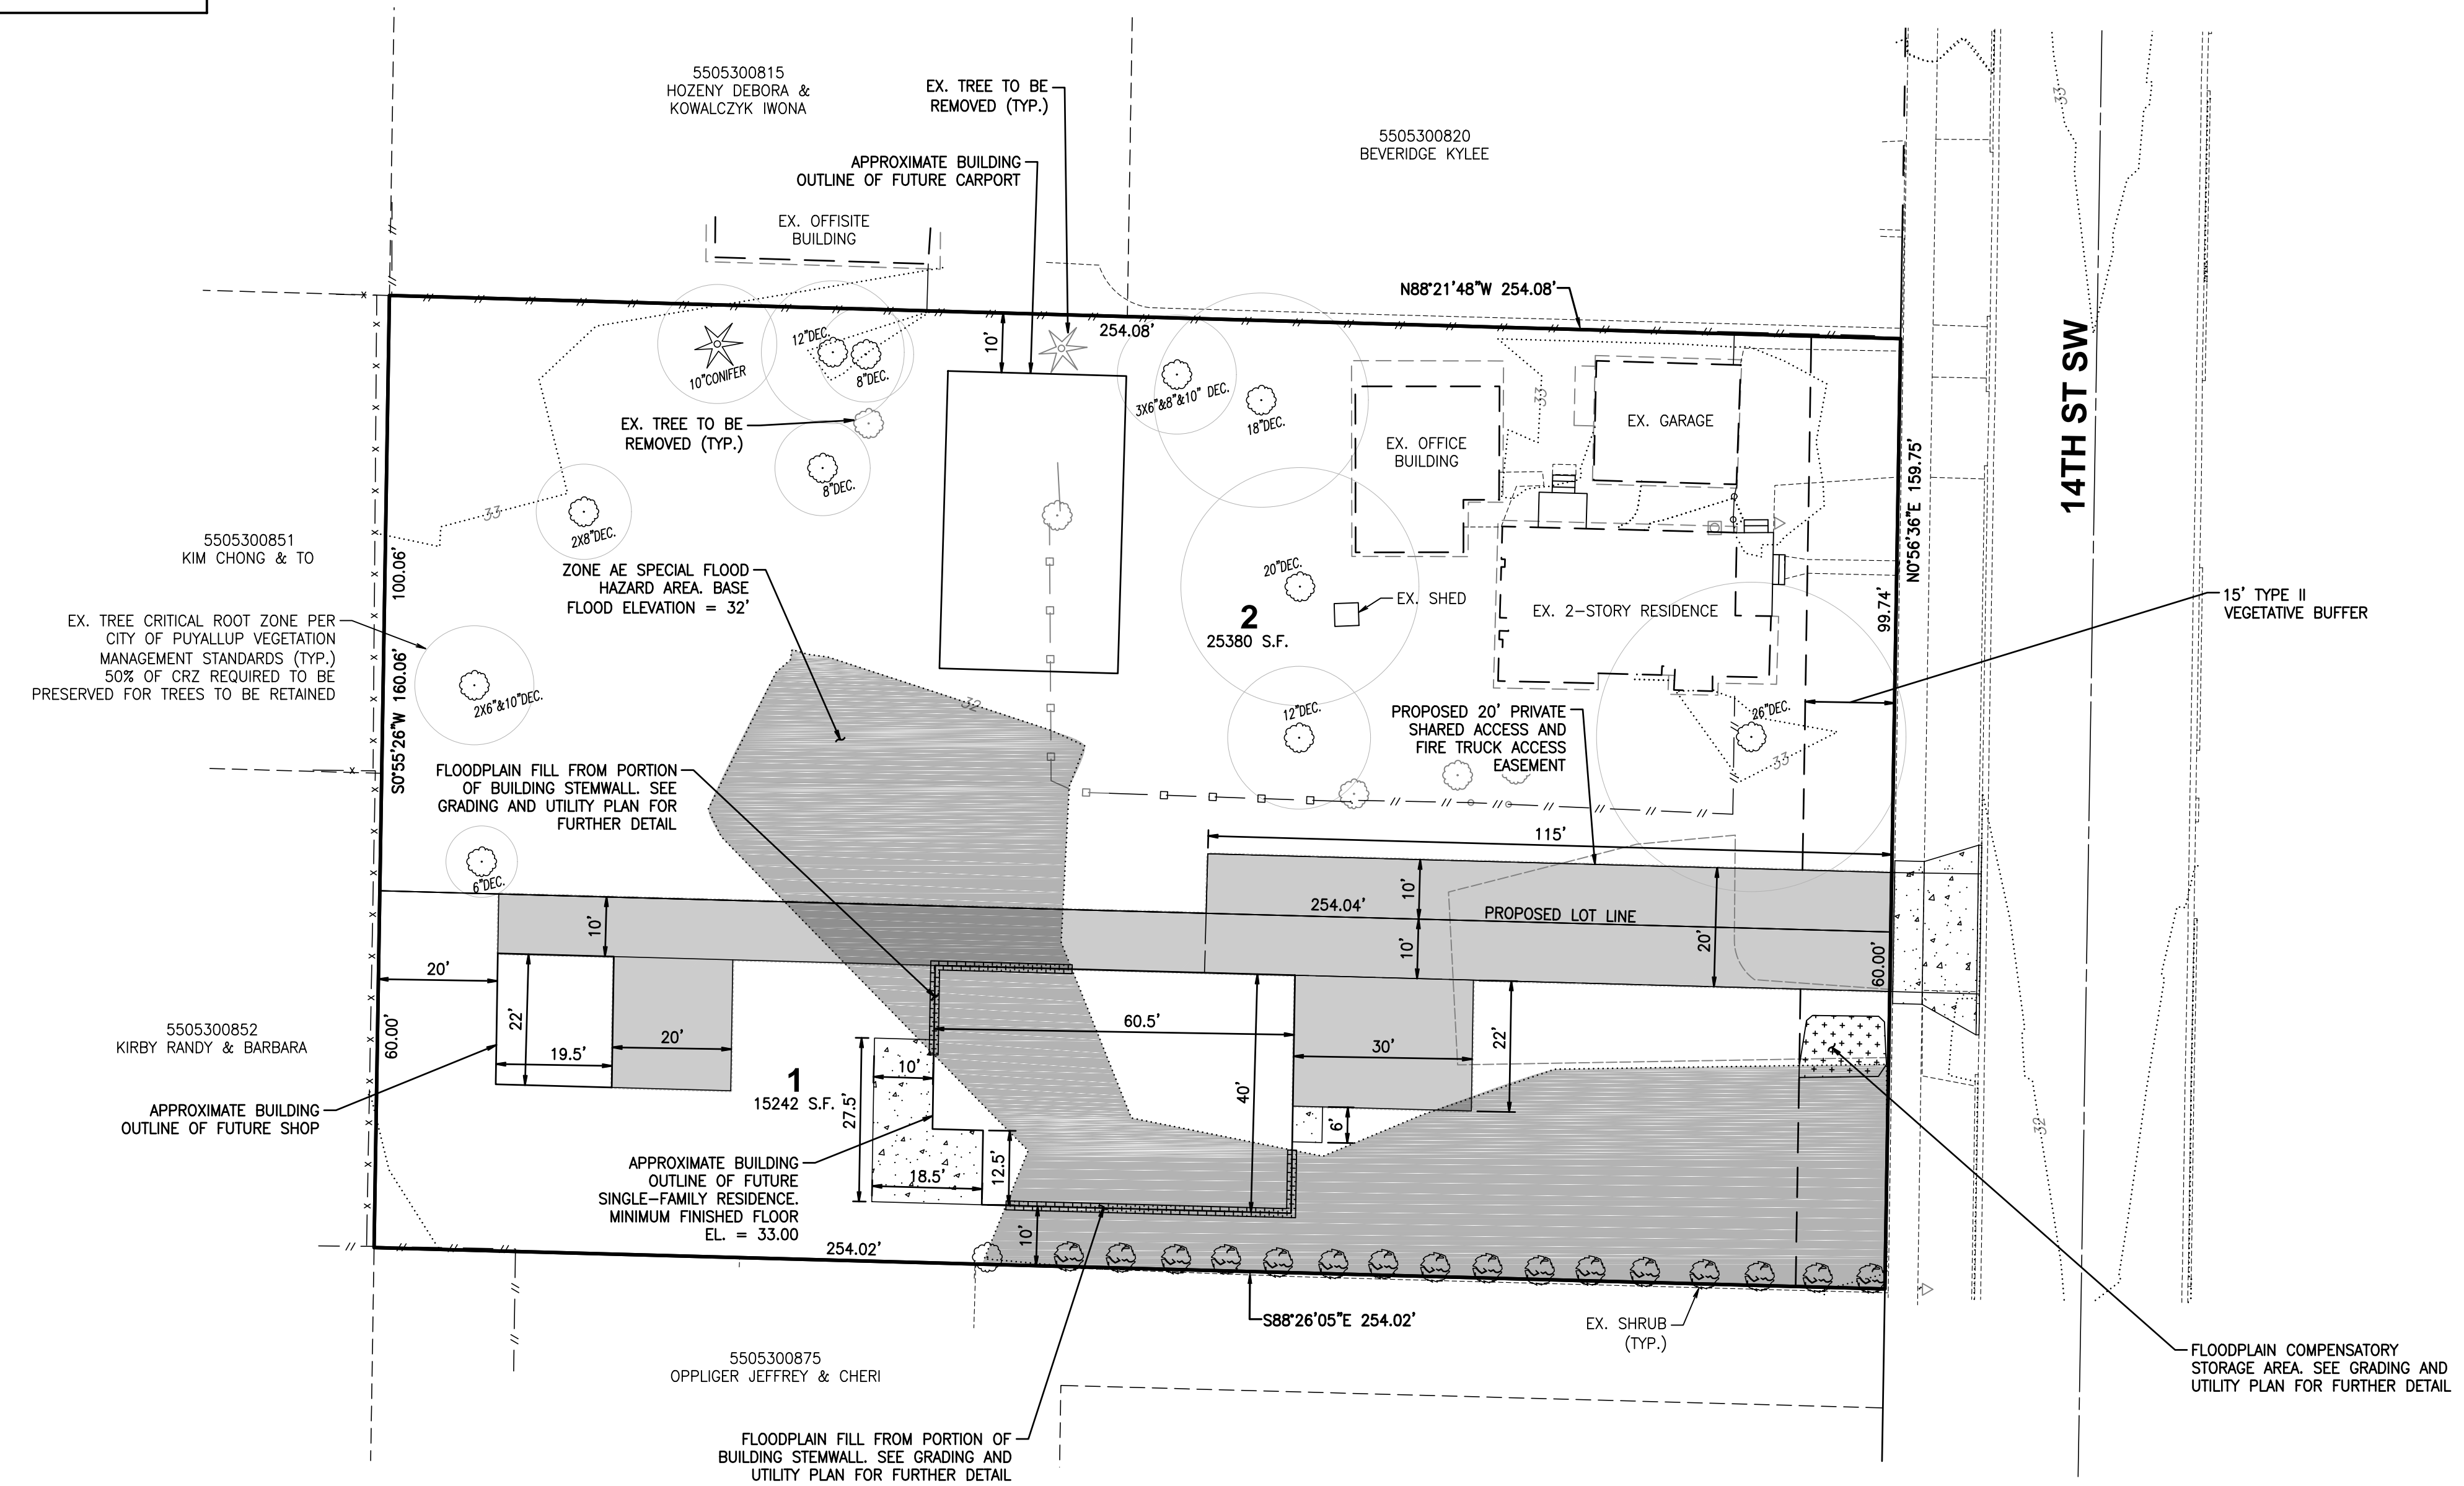 5505300815
HOZENY DEBORA &
KOWALCZYK IWONA
EX. TREE TO BE
REMOVED (TYP.)
5505300820
BEVERIDGE KYLEE
APPROXIMATE BUILDING
OUTLINE OF FUTURE CARPORT
EX. OFFISITE
BUILDING
33
N88°21'48"W 254.08'
254.08'
10'
12"DEC.
8"DEC.
10"CONIFER
3X6"&8"&10" DEC.
18"DEC.
33
EX. GARAGE
EX. OFFICE
BUILDING
EX. TREE TO BE
REMOVED (TYP.)
8"DEC.
33
2X8"DEC.
14TH ST SW
N0°56'36"E 159.75'
5505300851
KIM CHONG & TO
100.06'
ZONE AE SPECIAL FLOOD
HAZARD AREA. BASE
FLOOD ELEVATION = 32'
20"DEC.
EX. SHED
2
25380 S.F.
EX. 2-STORY RESIDENCE
99.74'
15' TYPE II
VEGETATIVE BUFFER
EX. TREE CRITICAL ROOT ZONE PER
CITY OF PUYALLUP VEGETATION
MANAGEMENT STANDARDS (TYP.)
50% OF CRZ REQUIRED TO BE
PRESERVED FOR TREES TO BE RETAINED
S0°55'26"W 160.06'
2X6"&10"DEC.
32
12"DEC.
PROPOSED 20' PRIVATE
SHARED ACCESS AND
FIRE TRUCK ACCESS
EASEMENT
26"DEC.
33
FLOODPLAIN FILL FROM PORTION
OF BUILDING STEMWALL. SEE
GRADING AND UTILITY PLAN FOR
FURTHER DETAIL
115'
6"DEC.
10'
254.04'
PROPOSED LOT LINE
10'
10'
20'
60.00'
20'
22'
19.5'
20'
60.5'
30'
22'
60.00'
5505300852
KIRBY RANDY & BARBARA
1
15242 S.F.
10'
27.5'
40'
6'
12.5'
18.5'
APPROXIMATE BUILDING
OUTLINE OF FUTURE SHOP
32
APPROXIMATE BUILDING
OUTLINE OF FUTURE
SINGLE-FAMILY RESIDENCE.
MINIMUM FINISHED FLOOR
EL. = 33.00
10'
254.02'
S88°26'05"E 254.02'
EX. SHRUB
(TYP.)
5505300875
OPPLIGER JEFFREY & CHERI
FLOODPLAIN COMPENSATORY
STORAGE AREA. SEE GRADING AND
UTILITY PLAN FOR FURTHER DETAIL
FLOODPLAIN FILL FROM PORTION OF
BUILDING STEMWALL. SEE GRADING AND
UTILITY PLAN FOR FURTHER DETAIL